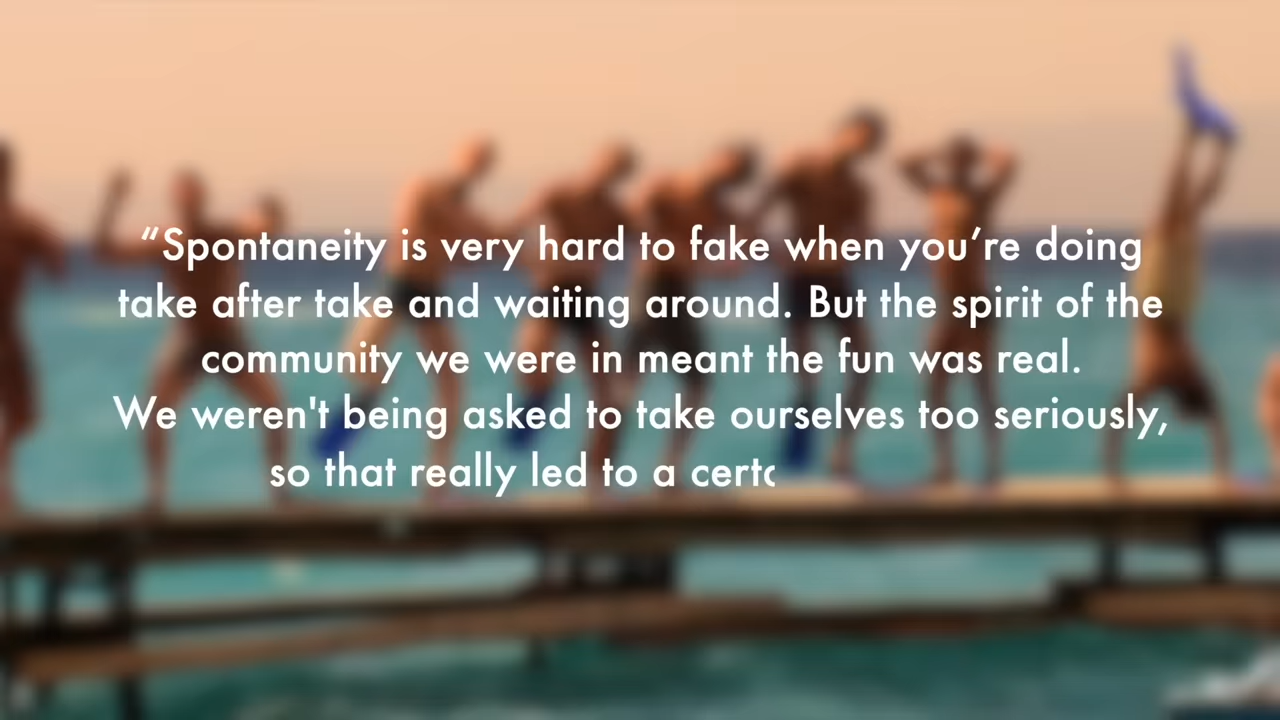 “Spontaneity is very hard to fake when you’re doing
take after take and waiting around. But the spirit of the
community we were in meant the fun was real.
We weren't being asked to take ourselves too seriously,
so that really led to a